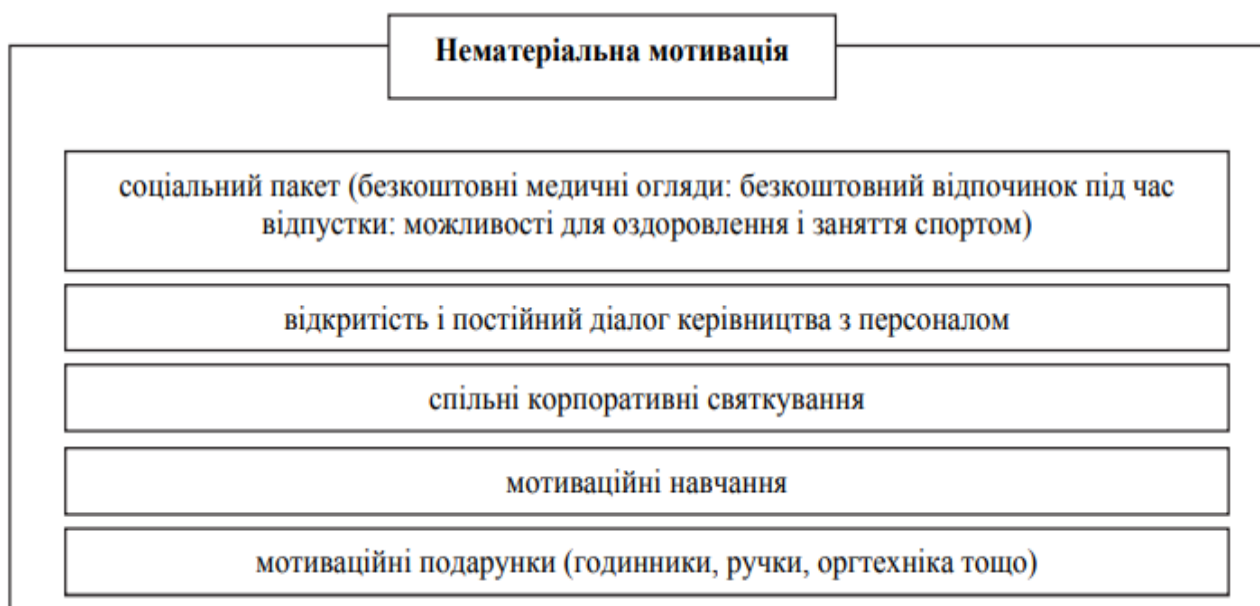 Нематеріальна мотивація
соціальний пакет (безкоштовні медичні огляди: безкоштовний відпочинок під час
відпустки: можливості для оздоровлення і заняття спортом)
відкритість і постійний діалог керівництва з персоналом
спільні корпоративні святкування
мотиваційні навчання
мотиваційні подарунки (годинники, ручки, оргтехніка тощо)